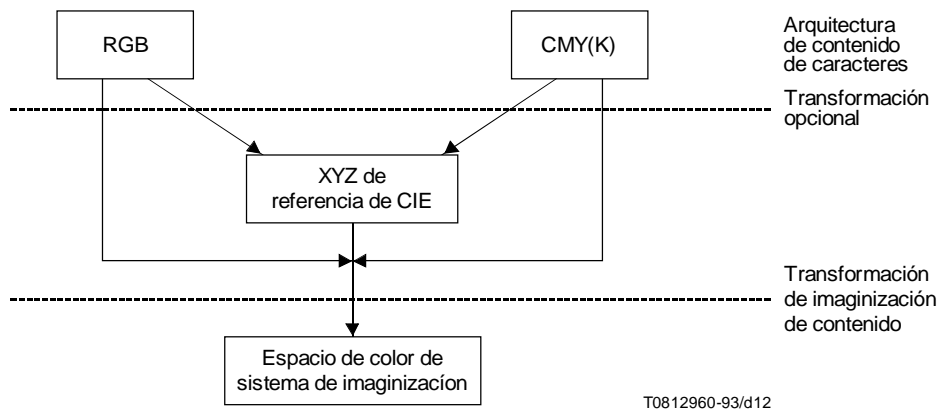 RGB
CMY(K)
Arquitectura
de contenido
de caracteres
Transformación
opcional
XYZ de
referencia de CIE
Transformación
de imaginización
de contenido
Espacio de color de
sistema de imaginizacíon
T0812960-93/d12